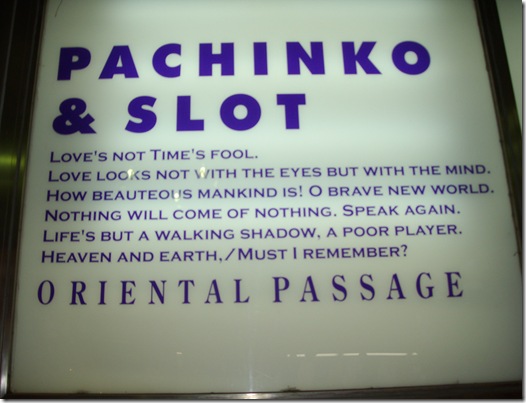 PACHINKO
& SLOT
LOVE'S NOT TIME'S FOOL.
LOVE LOOKS NOT WITH THE EYES BUT WITH THE MIND.
HOW BEAUTEOUS MANKIND IS! O BRAVE NEW WORLD.
NOTHING WILL COME OF NOTHING. SPEAK AGAIN.
LIFE'S BUT A WALKING SHADOW, A POOR PLAYER.
HEAVEN AND EARTH,/MUST I REMEMBER?
ORIENTAL PASSAGE